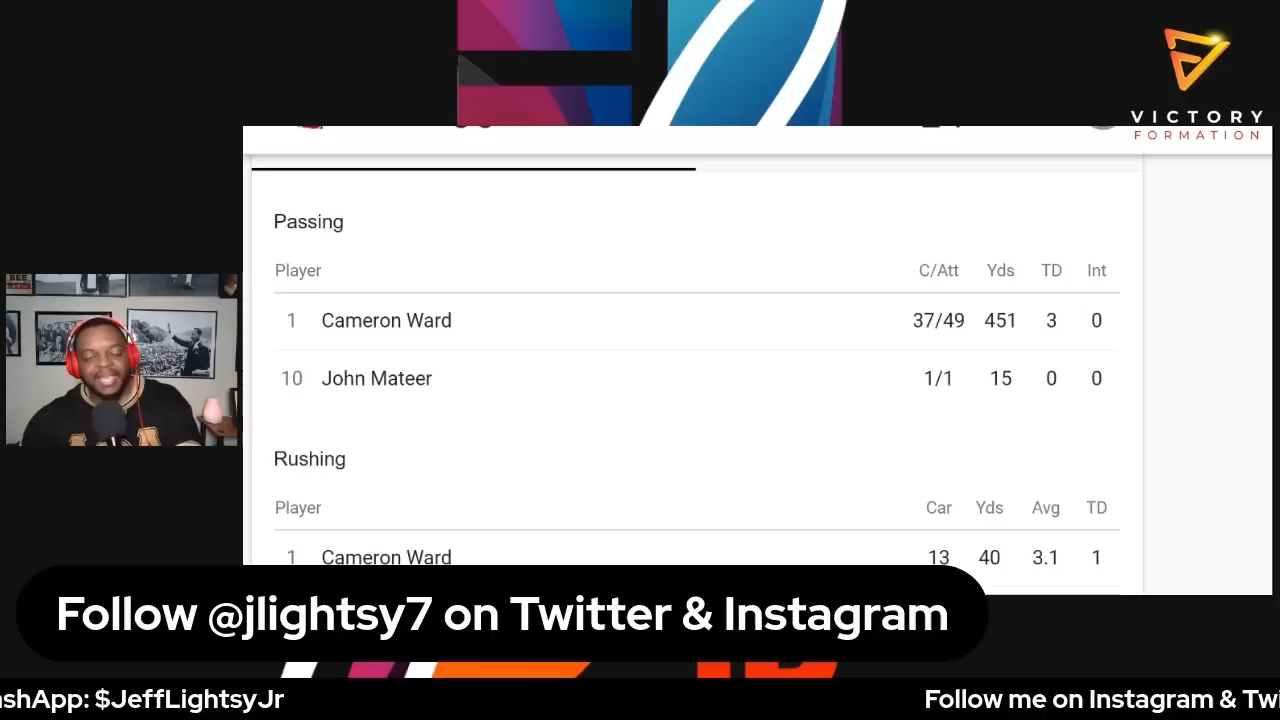 VICTORY
FORMATION
Passing
Player C/Att Yds TD Int
1 Cameron Ward 37/49 451 3 0
10 John Mateer 1/1 15 0 0
Rushing
Player Car Yds Avg TD
1 Cameron Ward 13 40 3.1 1
BEE
Follow @jlightsy7 on Twitter & Instagram
ashApp: $JeffLightsyJr Follow me on Instagram & Twi